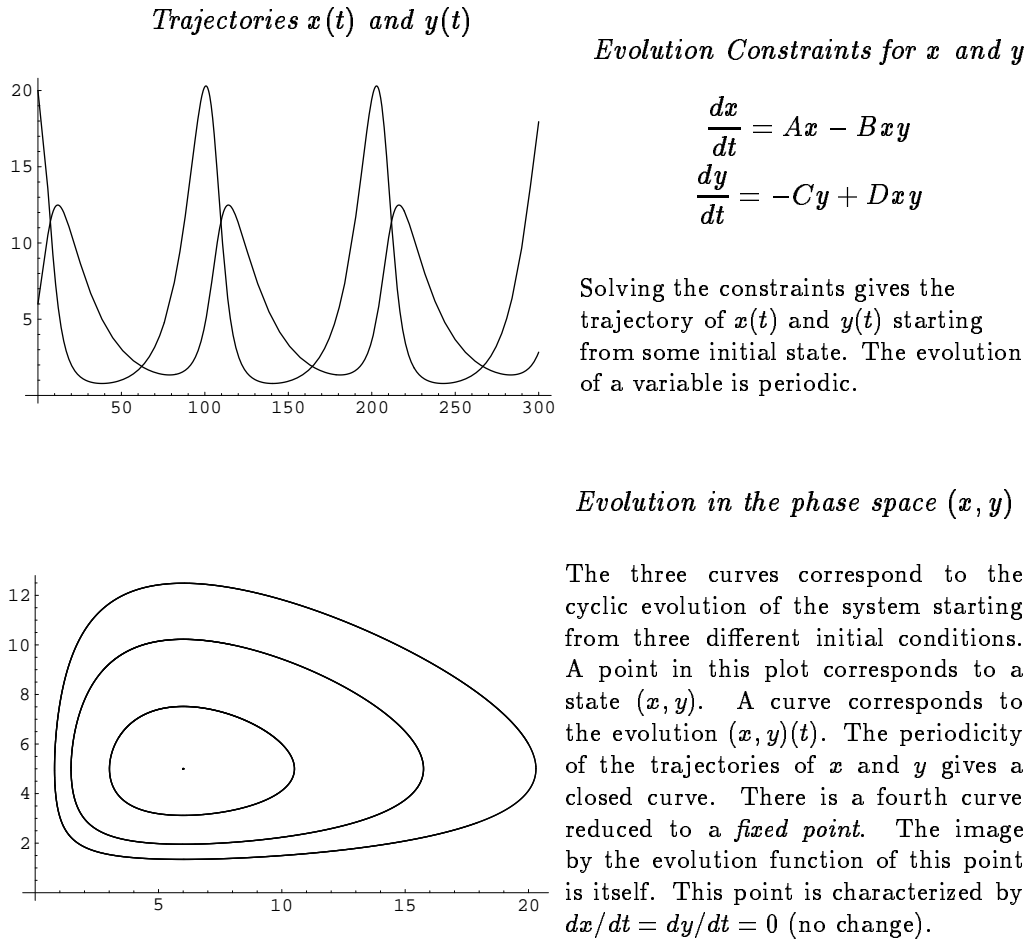 Trajectories x(t) and y(t)
20
15
10
5
50 100 150 200 250 300
Evolution Constraints for x and y
dx/dt = Ax − Bxy
dy/dt = −Cy + Dxy
Solving the constraints gives the
trajectory of x(t) and y(t) starting
from some initial state. The evolution
of a variable is periodic.
12
10
8
6
4
2
5 10 15 20
Evolution in the phase space (x, y)
The three curves correspond to the
cyclic evolution of the system starting
from three different initial conditions.
A point in this plot corresponds to a
state (x, y). A curve corresponds to
the evolution (x, y)(t). The periodicity
of the trajectories of x and y gives a
closed curve. There is a fourth curve
reduced to a fixed point. The image
by the evolution function of this point
is itself. This point is characterized by
dx/dt = dy/dt = 0 (no change).